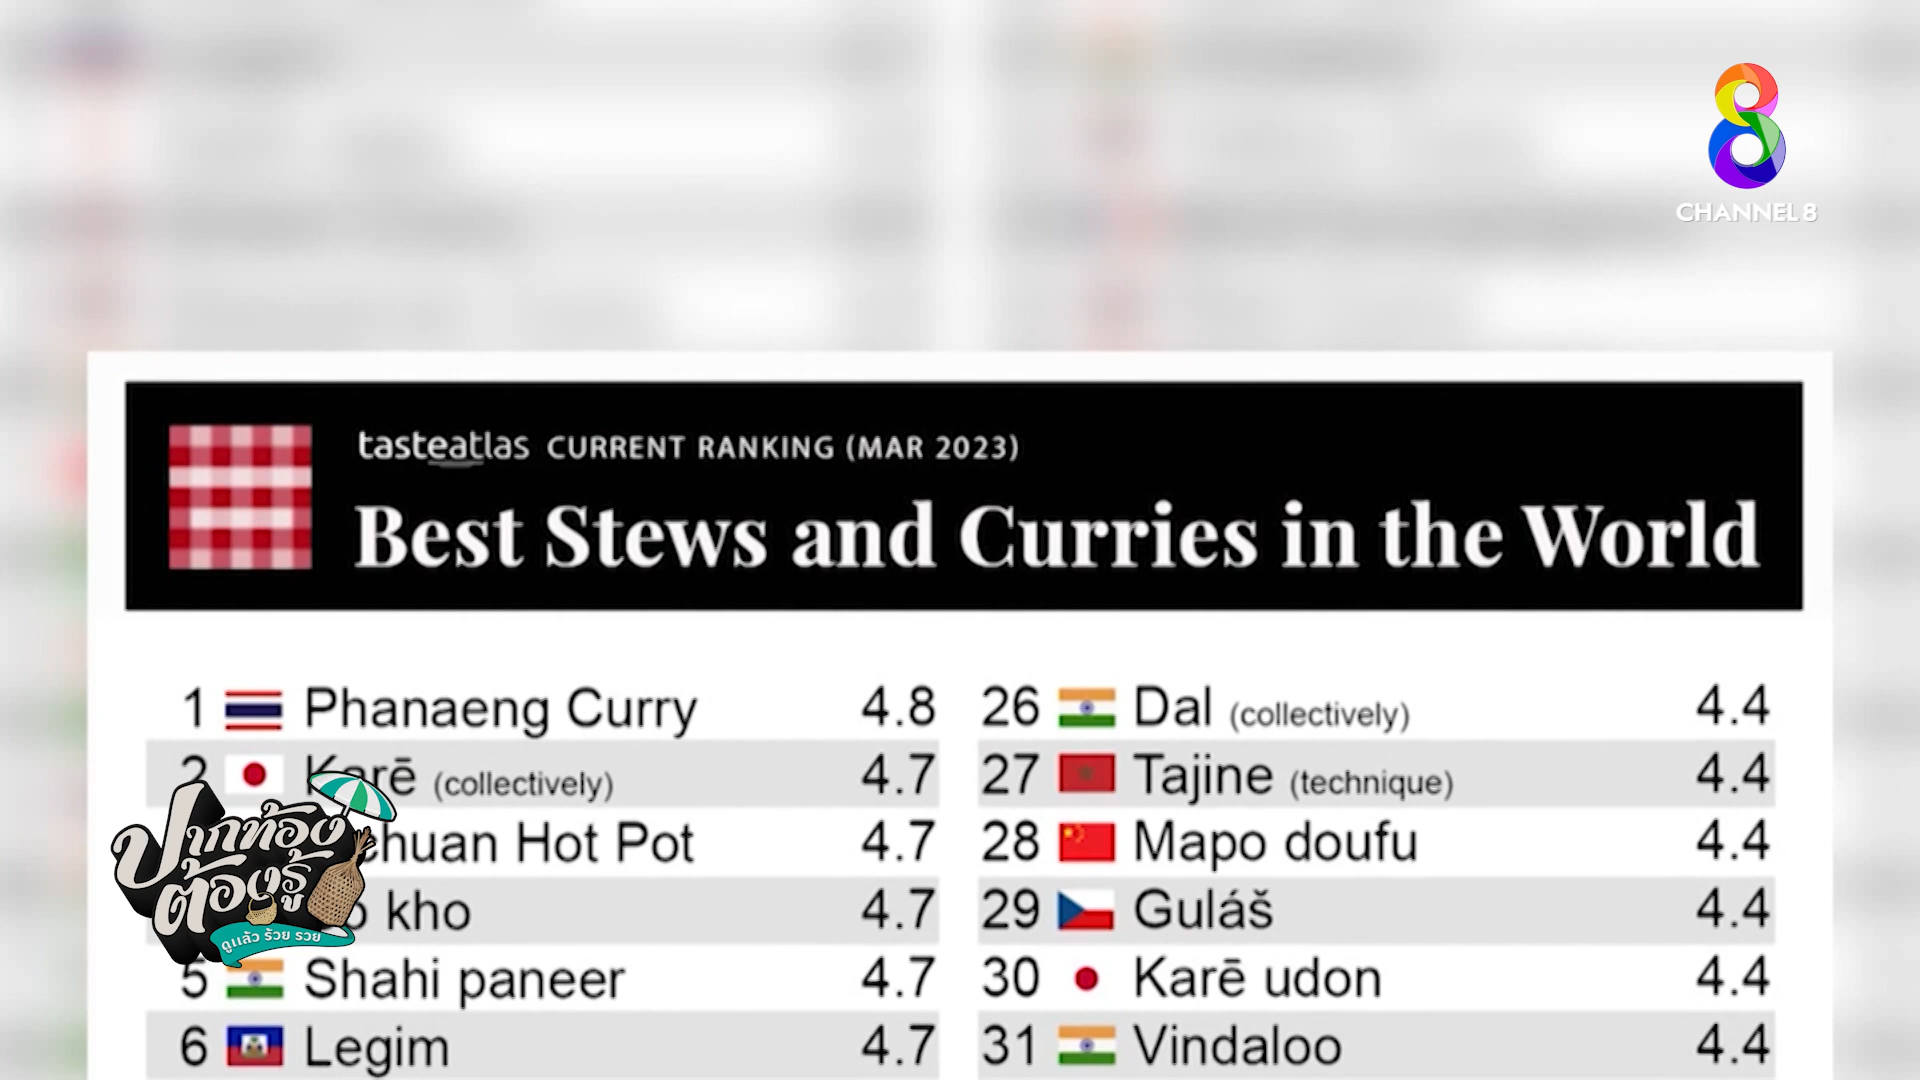 CHANNEL 8
tasteatlas CURRENT RANKING (MAR 2023)
Best Stews and Curries in the World
1 Phanaeng Curry 4.8
2 Karē (collectively) 4.7
Hot Pot 4.7
kho 4.7
5 Shahi paneer 4.7
6 Legim 4.7
26 Dal (collectively) 4.4
27 Tajine (technique) 4.4
28 Mapo doufu 4.4
29 Guláš 4.4
30 Karē udon 4.4
31 Vindaloo 4.4
ปากท้อง
ต้องรู้
ดูแล้ว ร้วย รวย